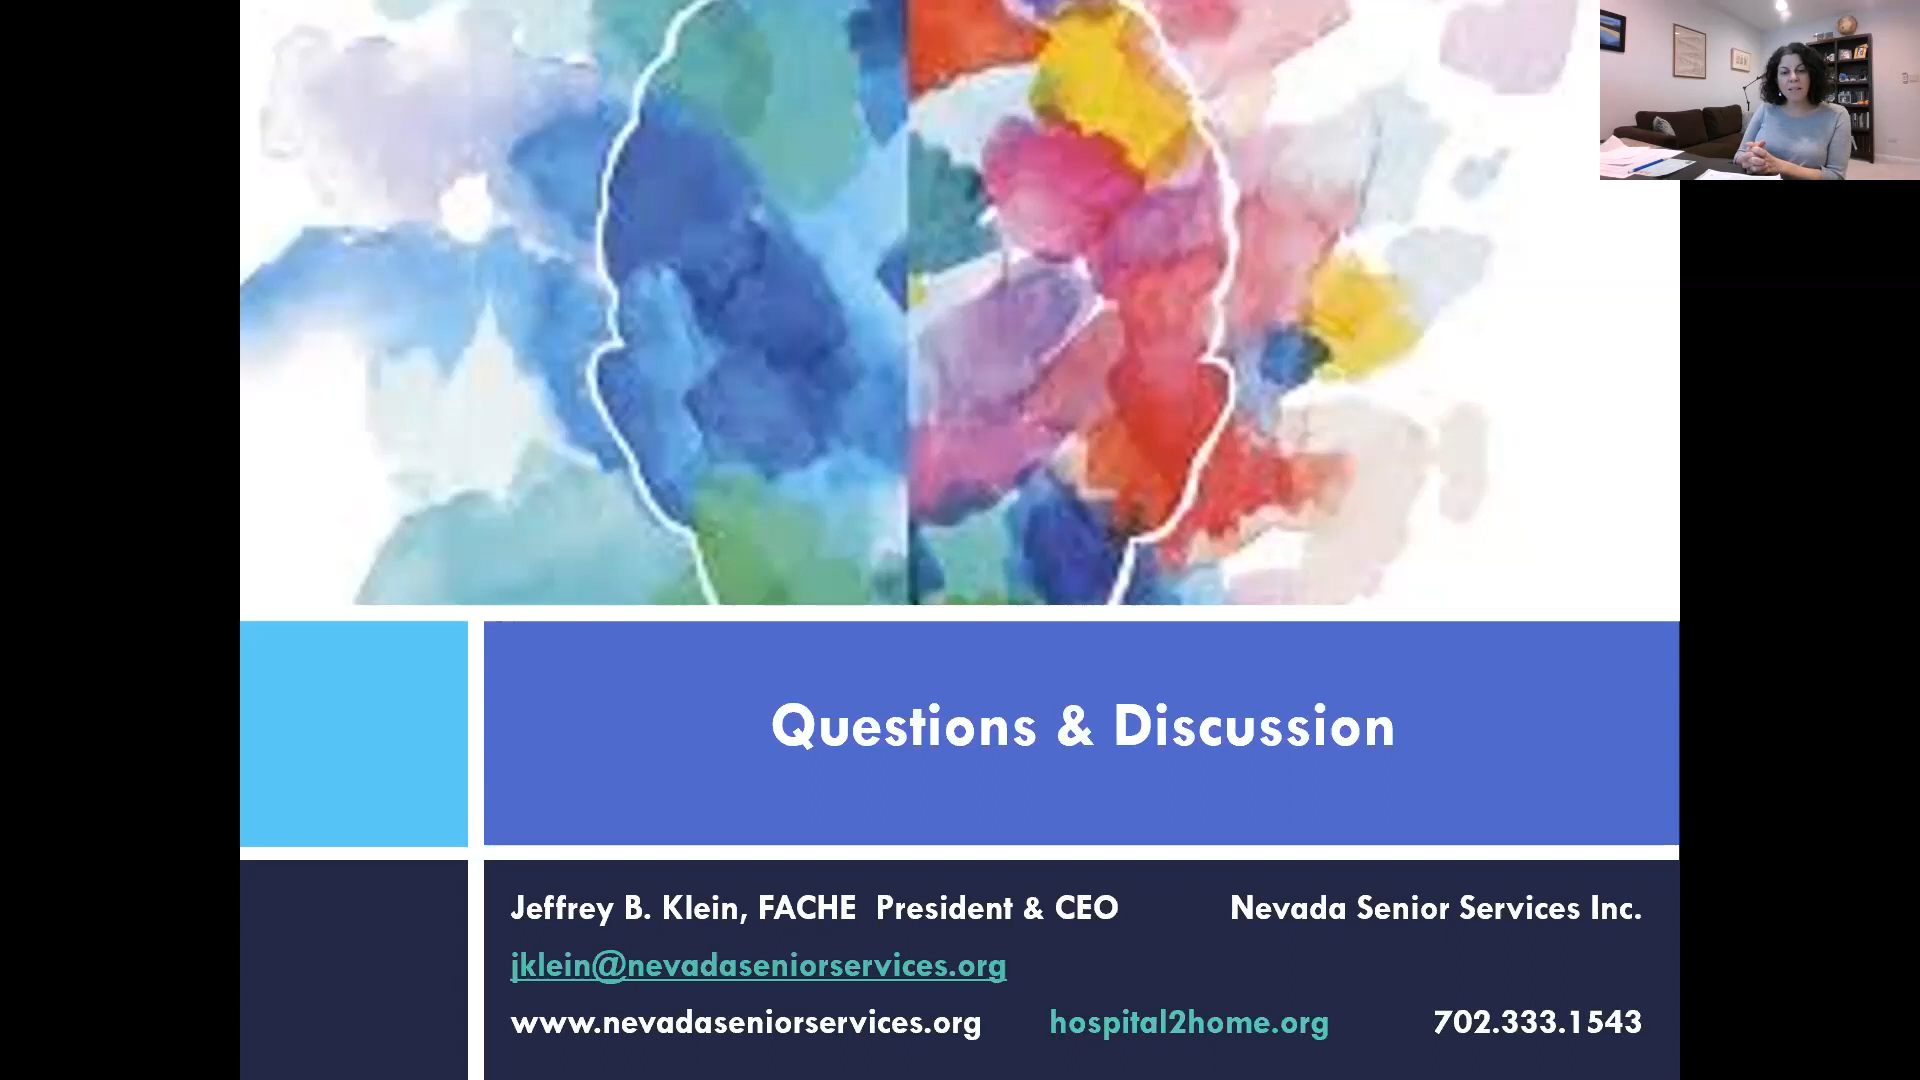 Questions & Discussion
Jeffrey B. Klein, FACHE  President & CEO Nevada Senior Services Inc.
jklein@nevadaseniorservices.org
www.nevadaseniorservices.org hospital2home.org 702.333.1543